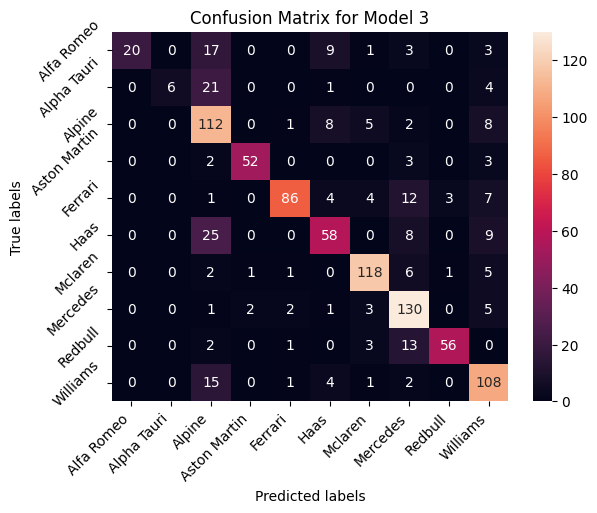 Confusion Matrix for Model 3
True labels
Alfa Romeo 20 0 17 0 0 9 1 3 0 3
Alpha Tauri 0 6 21 0 0 1 0 0 0 4
Alpine 0 0 112 0 1 8 5 2 0 8
Aston Martin 0 0 2 52 0 0 0 3 0 3
Ferrari 0 0 1 0 86 4 4 12 3 7
Haas 0 0 25 0 0 58 0 8 0 9
Mclaren 0 0 2 1 1 0 118 6 1 5
Mercedes 0 0 1 2 2 1 3 130 0 5
Redbull 0 0 2 0 1 0 3 13 56 0
Williams 0 0 15 0 1 4 1 2 0 108
Alfa Romeo Alpha Tauri Alpine Aston Martin Ferrari Haas Mclaren Mercedes Redbull Williams
Predicted labels
120
100
80
60
40
20
0